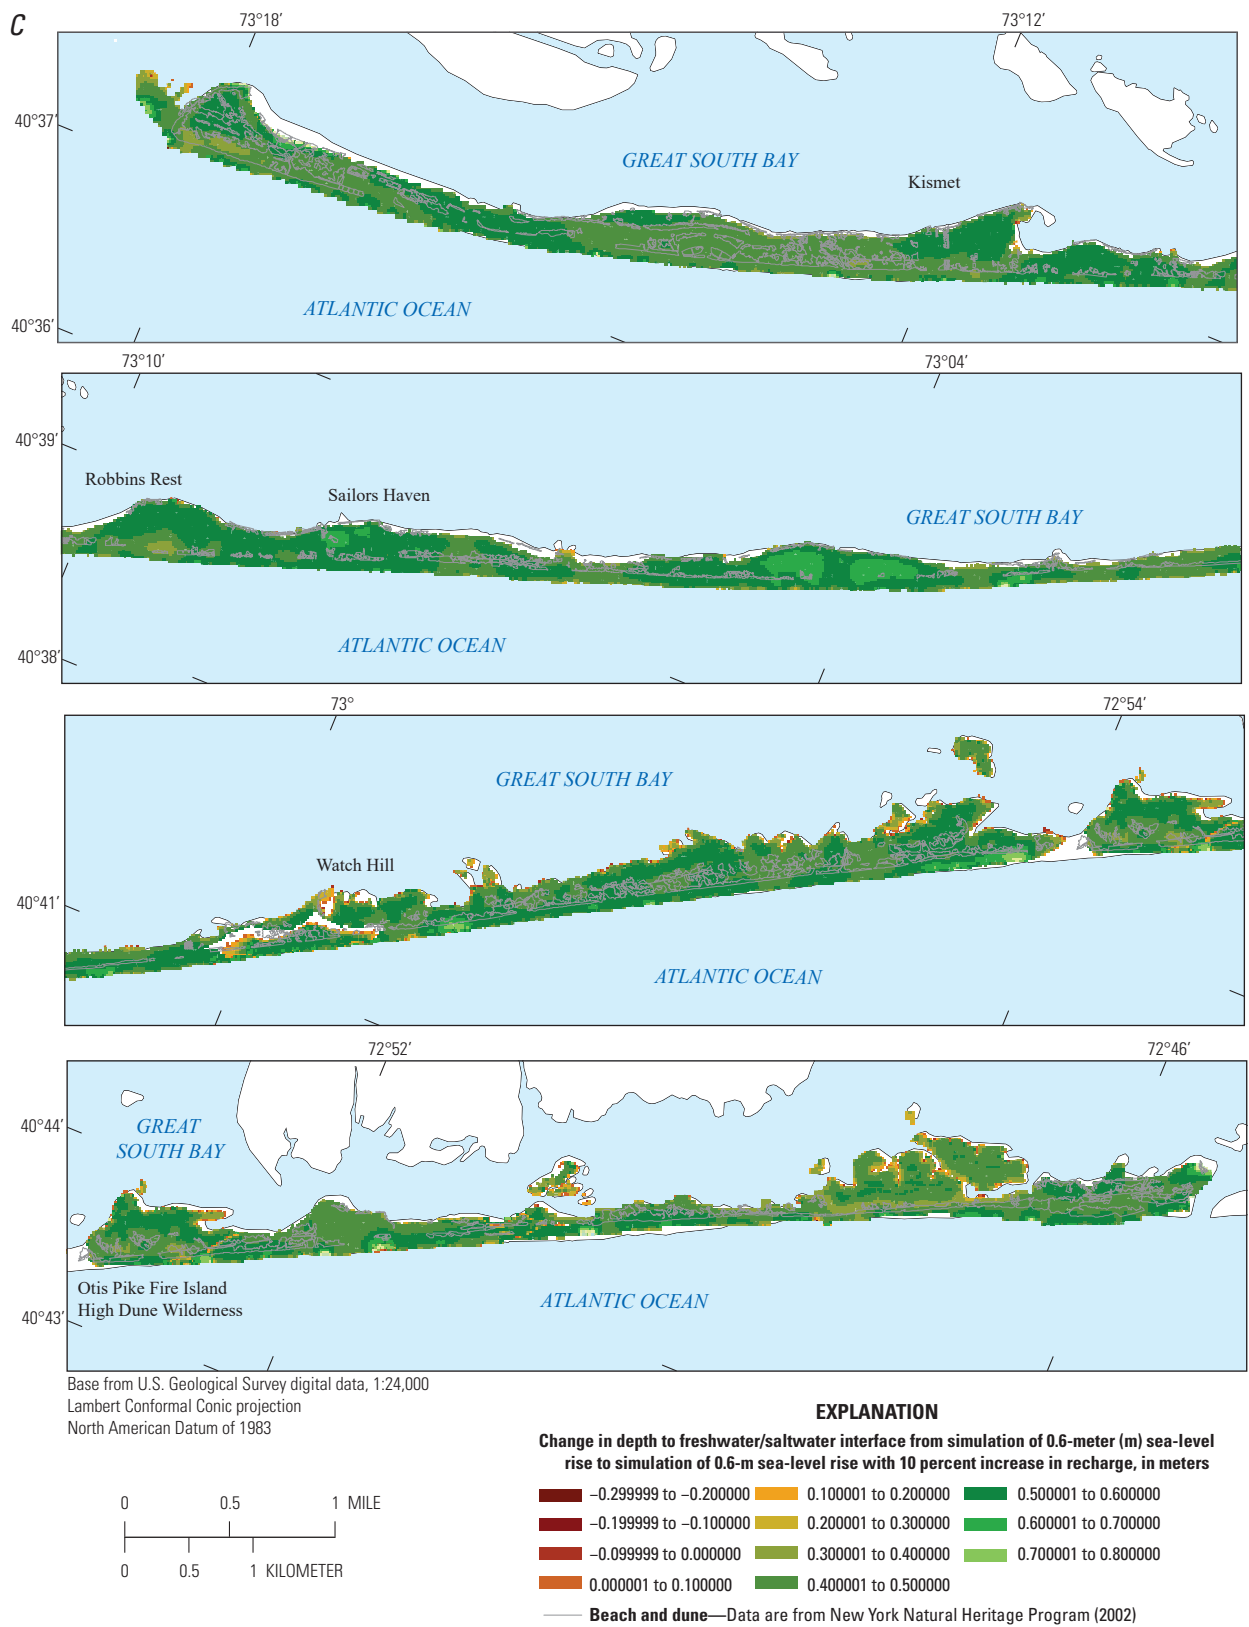 C
73°18′
73°12′
40°37′
GREAT SOUTH BAY
Kismet
ATLANTIC OCEAN
40°36′
73°10′
73°04′
40°39′
Robbins Rest
Sailors Haven
GREAT SOUTH BAY
ATLANTIC OCEAN
40°38′
73°
72°54′
GREAT SOUTH BAY
Watch Hill
40°41′
ATLANTIC OCEAN
72°52′
72°46′
40°44′
GREAT
SOUTH BAY
Otis Pike Fire Island
High Dune Wilderness
ATLANTIC OCEAN
40°43′
Base from U.S. Geological Survey digital data, 1:24,000
Lambert Conformal Conic projection
North American Datum of 1983
0 0.5 1 MILE
0 0.5 1 KILOMETER
EXPLANATION
Change in depth to freshwater/saltwater interface from simulation of 0.6-meter (m) sea-level
rise to simulation of 0.6-m sea-level rise with 10 percent increase in recharge, in meters
−0.299999 to −0.200000
−0.199999 to −0.100000
−0.099999 to 0.000000
0.000001 to 0.100000
0.100001 to 0.200000
0.200001 to 0.300000
0.300001 to 0.400000
0.400001 to 0.500000
0.500001 to 0.600000
0.600001 to 0.700000
0.700001 to 0.800000
Beach and dune—Data are from New York Natural Heritage Program (2002)